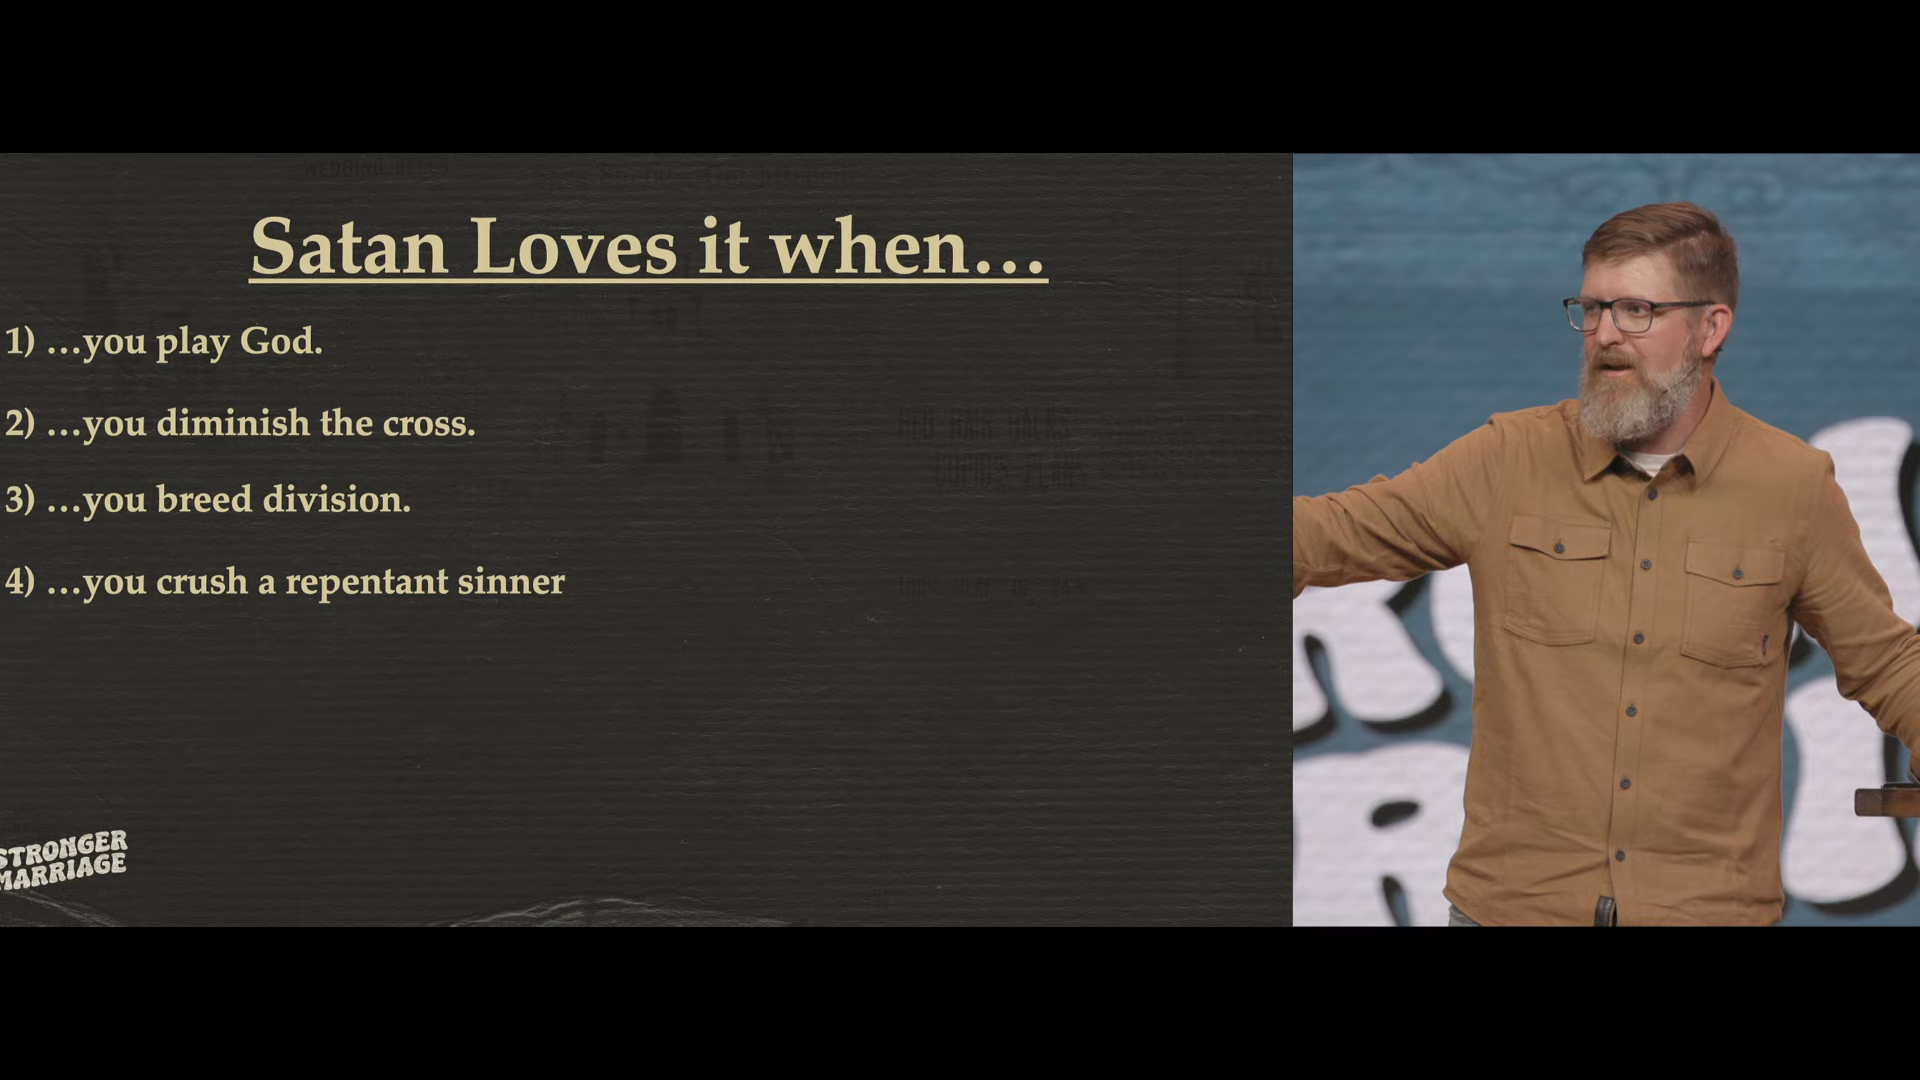 Satan Loves it when...
1) ...you play God.
2) ...you diminish the cross.
3) ...you breed division.
4) ...you crush a repentant sinner
STRONGER
MARRIAGE